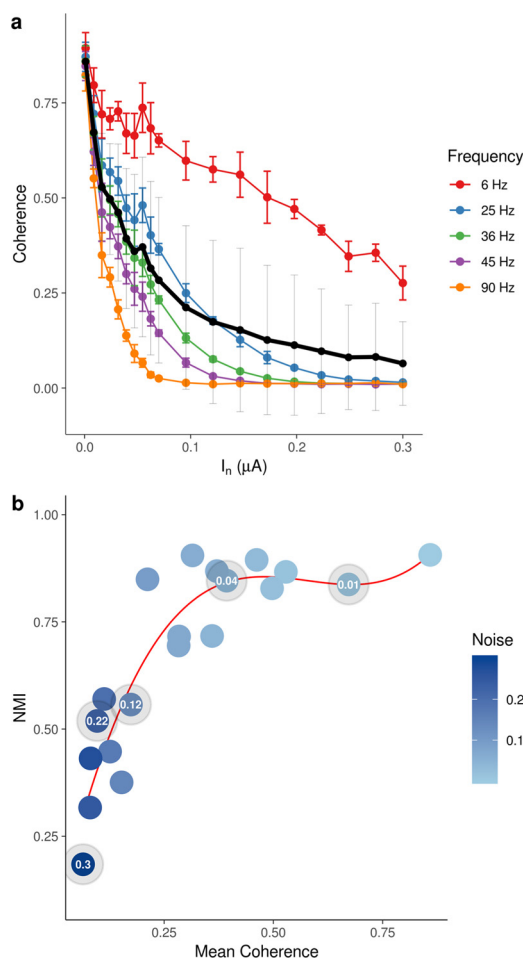 a
0.75
0.50
0.25
0.00
Coherence
0.0
0.1
0.2
0.3
I_n (μA)
Frequency
6 Hz
25 Hz
36 Hz
45 Hz
90 Hz
b
1.00
0.75
0.50
0.25
NMI
0.04
0.01
0.12
0.22
0.3
0.25
0.50
0.75
Mean Coherence
Noise
0.2
0.1